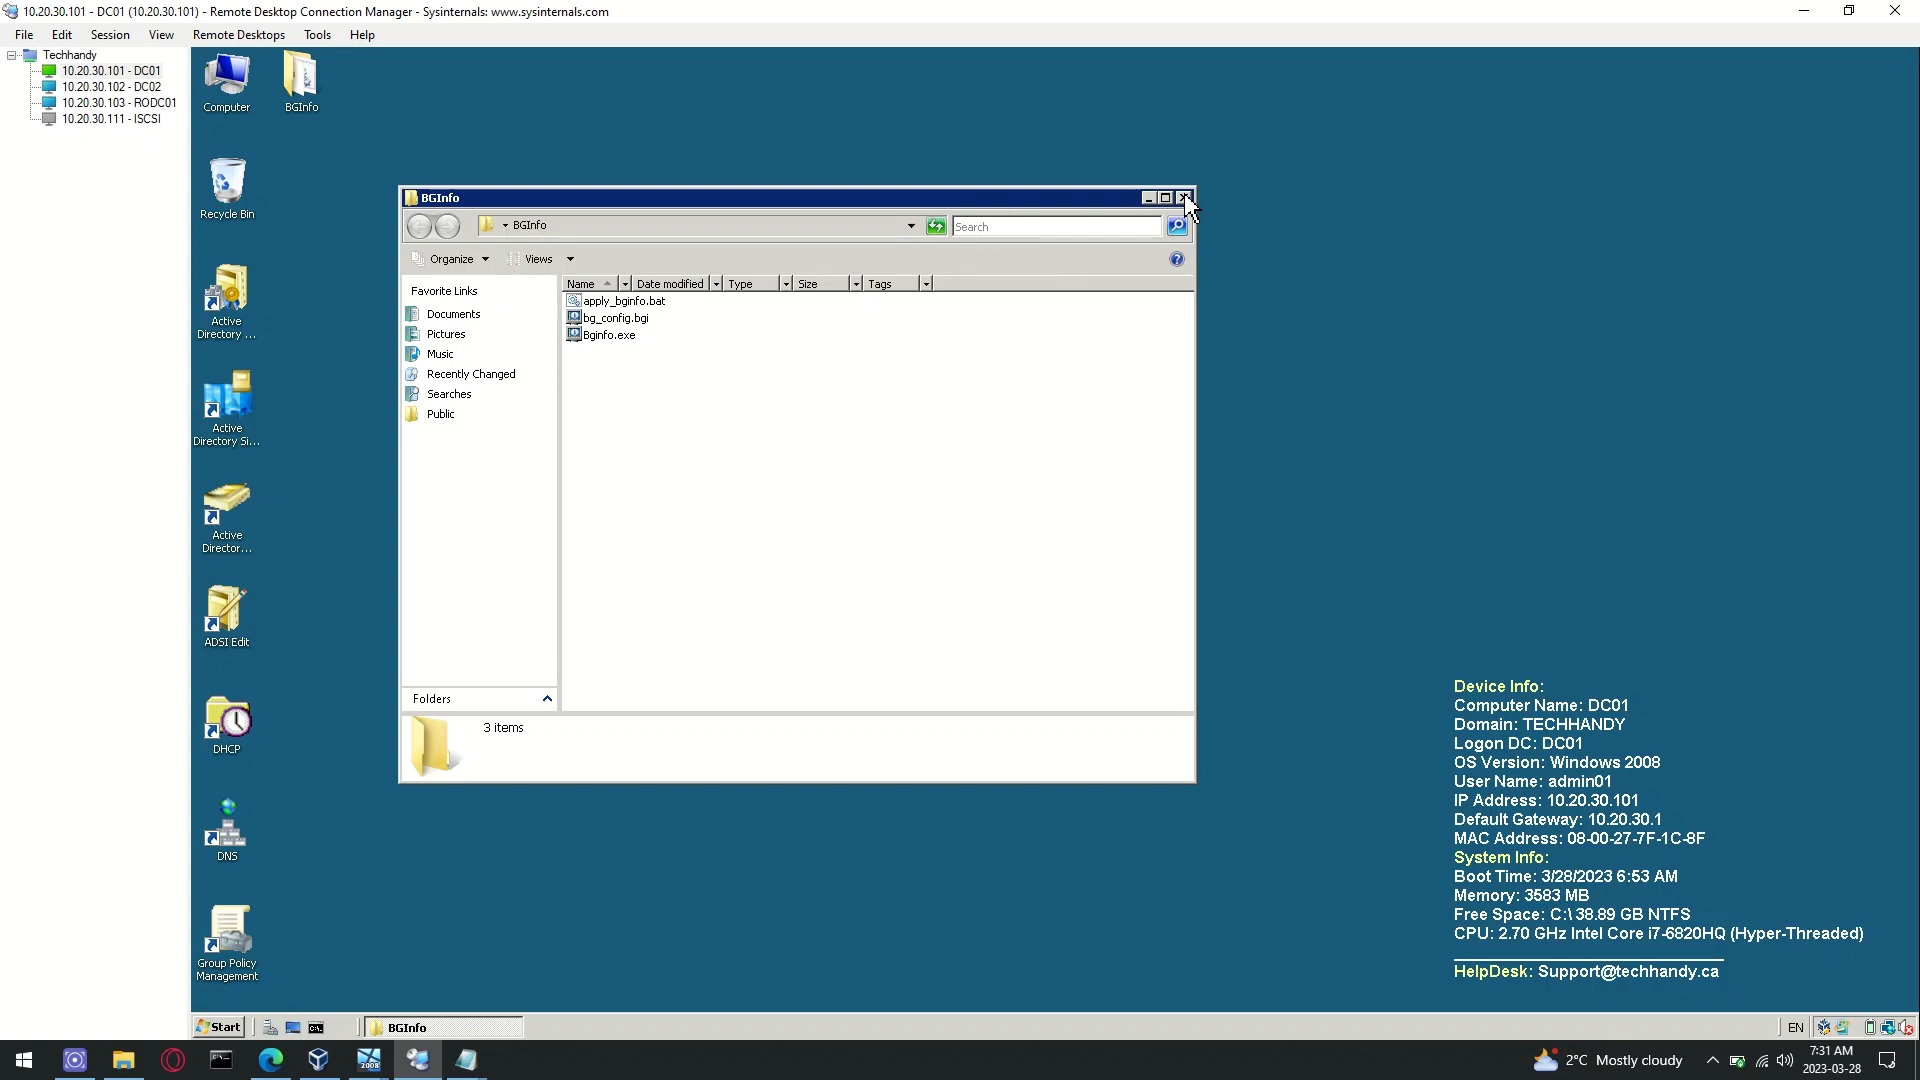 10.20.30.101 - DC01 (10.20.30.101) - Remote Desktop Connection Manager - Sysinternals: www.sysinternals.com
File Edit Session View Remote Desktops Tools Help
Techhandy
10.20.30.101 - DC01
10.20.30.102 - DC02
10.20.30.103 - RODC01
10.20.30.111 - ISCSI
Computer
BGInfo
Recycle Bin
Active
Directory ...
Active
Directory Si...
Active
Director...
ADSI Edit
DHCP
DNS
Group Policy
Management
BGInfo
BGInfo
Search
Organize Views
Favorite Links
Documents
Pictures
Music
Recently Changed
Searches
Public
Folders
Name Date modified Type Size Tags
apply_bginfo.bat
bg_config.bgi
Bginfo.exe
3 items
Device Info:
Computer Name: DC01
Domain: TECHHANDY
Logon DC: DC01
OS Version: Windows 2008
User Name: admin01
IP Address: 10.20.30.101
Default Gateway: 10.20.30.1
MAC Address: 08-00-27-7F-1C-8F
System Info:
Boot Time: 3/28/2023 6:53 AM
Memory: 3583 MB
Free Space: C:\ 38.89 GB NTFS
CPU: 2.70 GHz Intel Core i7-6820HQ (Hyper-Threaded)
HelpDesk: Support@techhandy.ca
Start
BGInfo
EN
2008
2°C Mostly cloudy
7:31 AM
2023-03-28